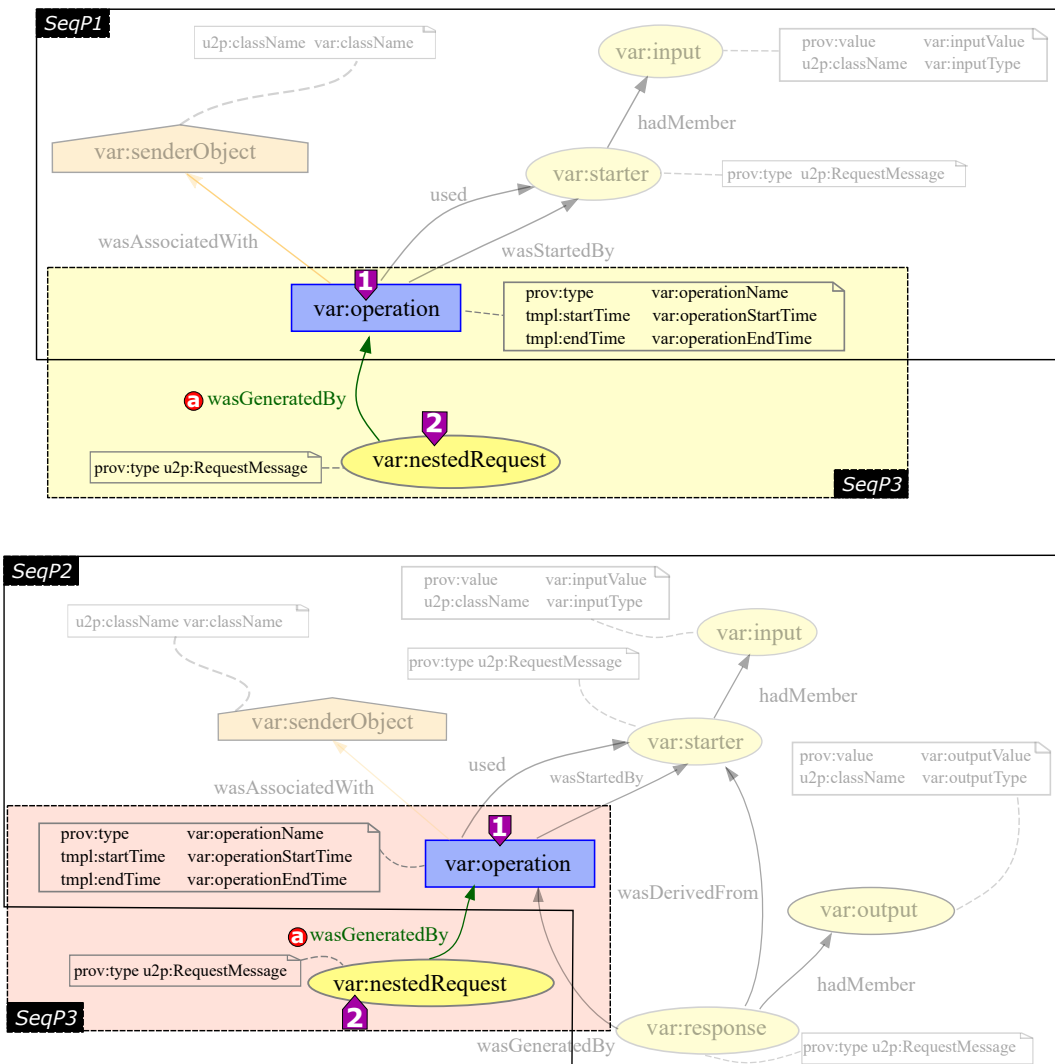 SeqP1
u2p:className var:className
var:input
prov:value var:inputValue
u2p:className var:inputType
hadMember
var:senderObject
var:starter
prov:type u2p:RequestMessage
used
wasAssociatedWith
wasStartedBy
1
var:operation
prov:type var:operationName
tmpl:startTime var:operationStartTime
tmpl:endTime var:operationEndTime
a wasGeneratedBy
2
var:nestedRequest
prov:type u2p:RequestMessage
SeqP3
SeqP2
prov:value var:inputValue
u2p:className var:inputType
u2p:className var:className
var:input
prov:type u2p:RequestMessage
hadMember
var:senderObject
var:starter
used
wasStartedBy
wasAssociatedWith
prov:value var:outputValue
u2p:className var:outputType
1
prov:type var:operationName
tmpl:startTime var:operationStartTime
tmpl:endTime var:operationEndTime
var:operation
wasDerivedFrom
var:output
a wasGeneratedBy
prov:type u2p:RequestMessage
var:nestedRequest
hadMember
2
SeqP3
var:response
wasGeneratedBy
prov:type u2p:RequestMessage